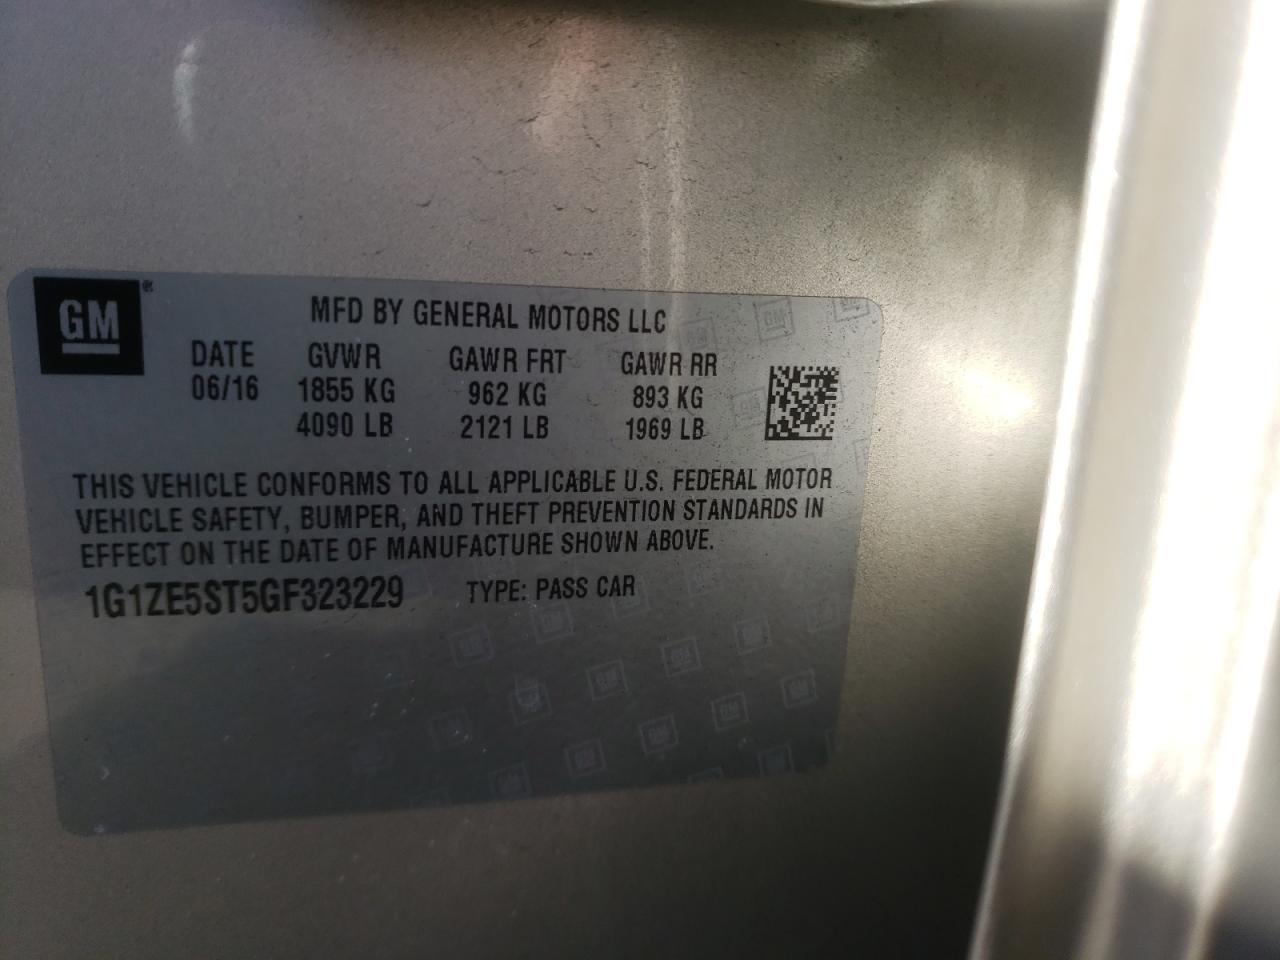 GM®
MFD BY GENERAL MOTORS LLC
DATE GVWR GAWR FRT GAWR RR
06/16 1855 KG 962 KG 893 KG
4090 LB 2121 LB 1969 LB
THIS VEHICLE CONFORMS TO ALL APPLICABLE U.S. FEDERAL MOTOR
VEHICLE SAFETY, BUMPER, AND THEFT PREVENTION STANDARDS IN
EFFECT ON THE DATE OF MANUFACTURE SHOWN ABOVE.
1G1ZE5ST5GF323229 TYPE: PASS CAR